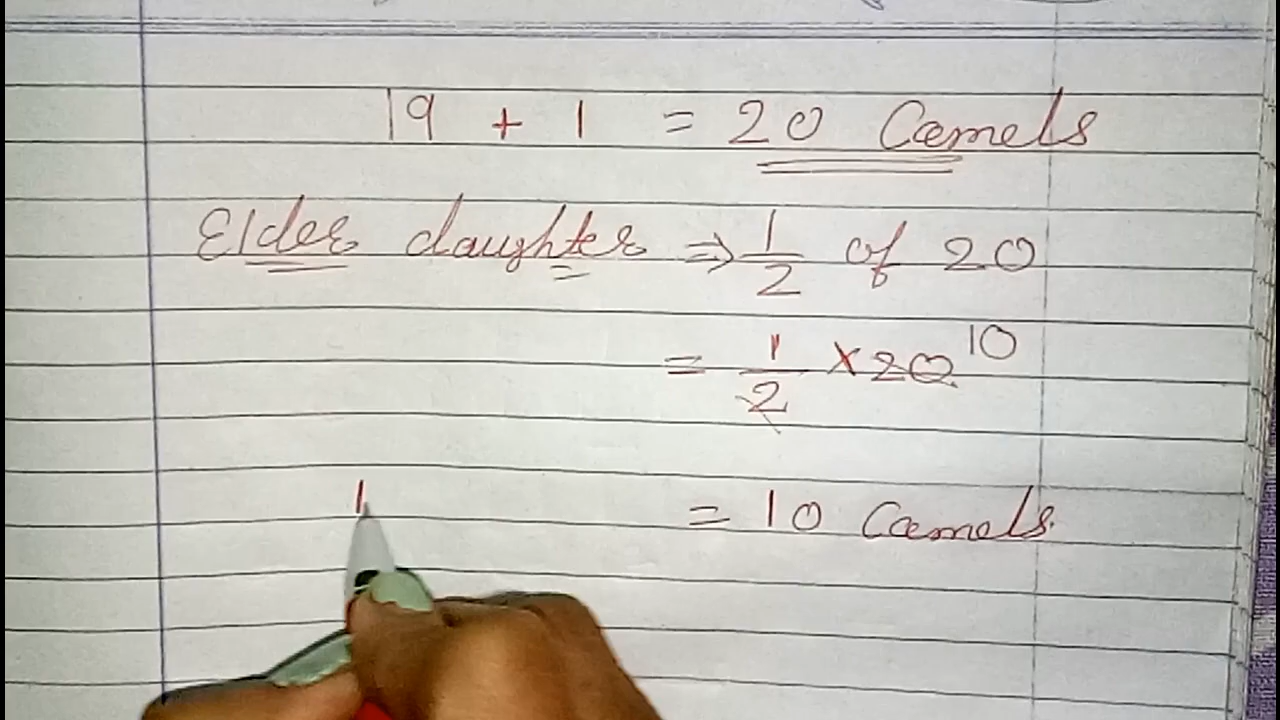 19 + 1 = 20 Camels
Elder daughter ⇒ 1/2 of 20
= 1/2 × 20 10
= 10 Camels.